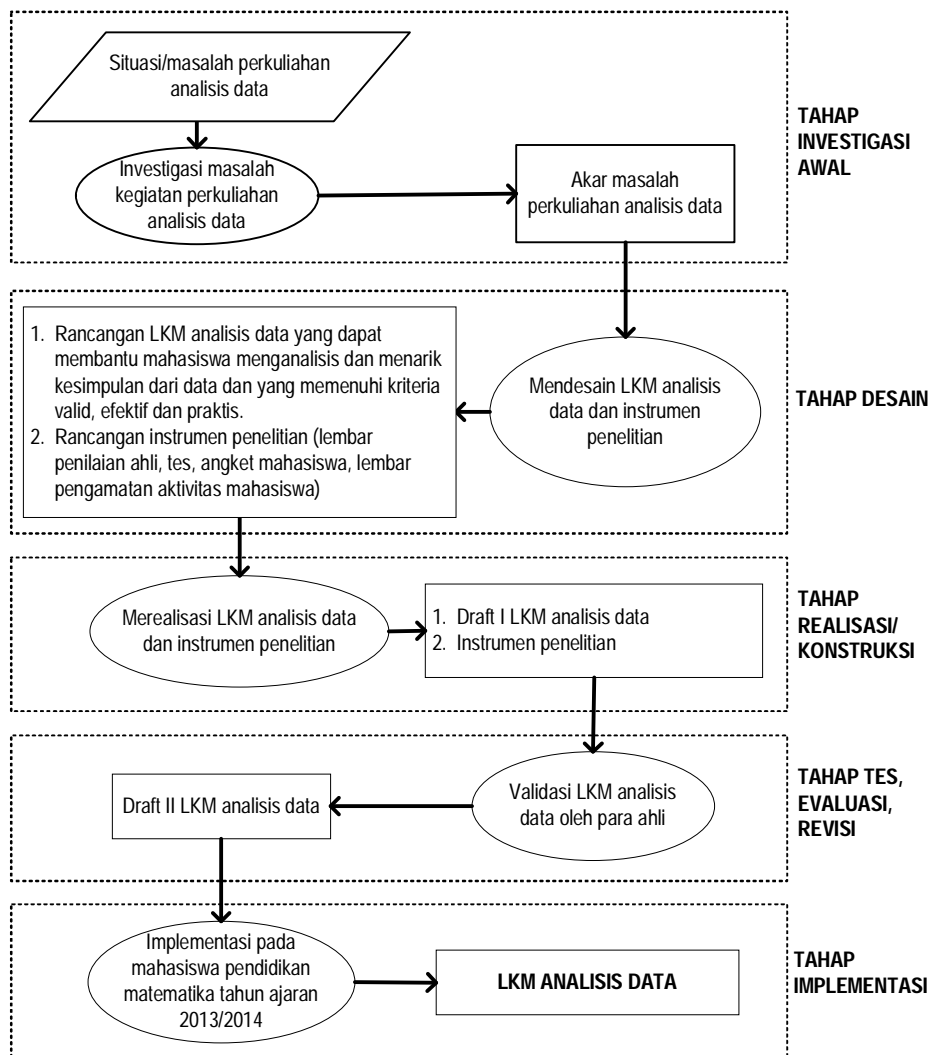 Situasi/masalah perkuliahan
analisis data
Investigasi masalah
kegiatan perkuliahan
analisis data
Akar masalah
perkuliahan analisis data
TAHAP
INVESTIGASI
AWAL
1. Rancangan LKM analisis data yang dapat
membantu mahasiswa menganalisis dan menarik
kesimpulan dari data dan yang memenuhi kriteria
valid, efektif dan praktis.
2. Rancangan instrumen penelitian (lembar
penilaian ahli, tes, angket mahasiswa, lembar
pengamatan aktivitas mahasiswa)
Mendesain LKM analisis
data dan instrumen
penelitian
TAHAP DESAIN
Merealisasi LKM analisis data
dan instrumen penelitian
1. Draft I LKM analisis data
2. Instrumen penelitian
TAHAP
REALISASI/
KONSTRUKSI
Draft II LKM analisis data
Validasi LKM analisis
data oleh para ahli
TAHAP TES,
EVALUASI,
REVISI
Implementasi pada
mahasiswa pendidikan
matematika tahun ajaran
2013/2014
LKM ANALISIS DATA
TAHAP
IMPLEMENTASI